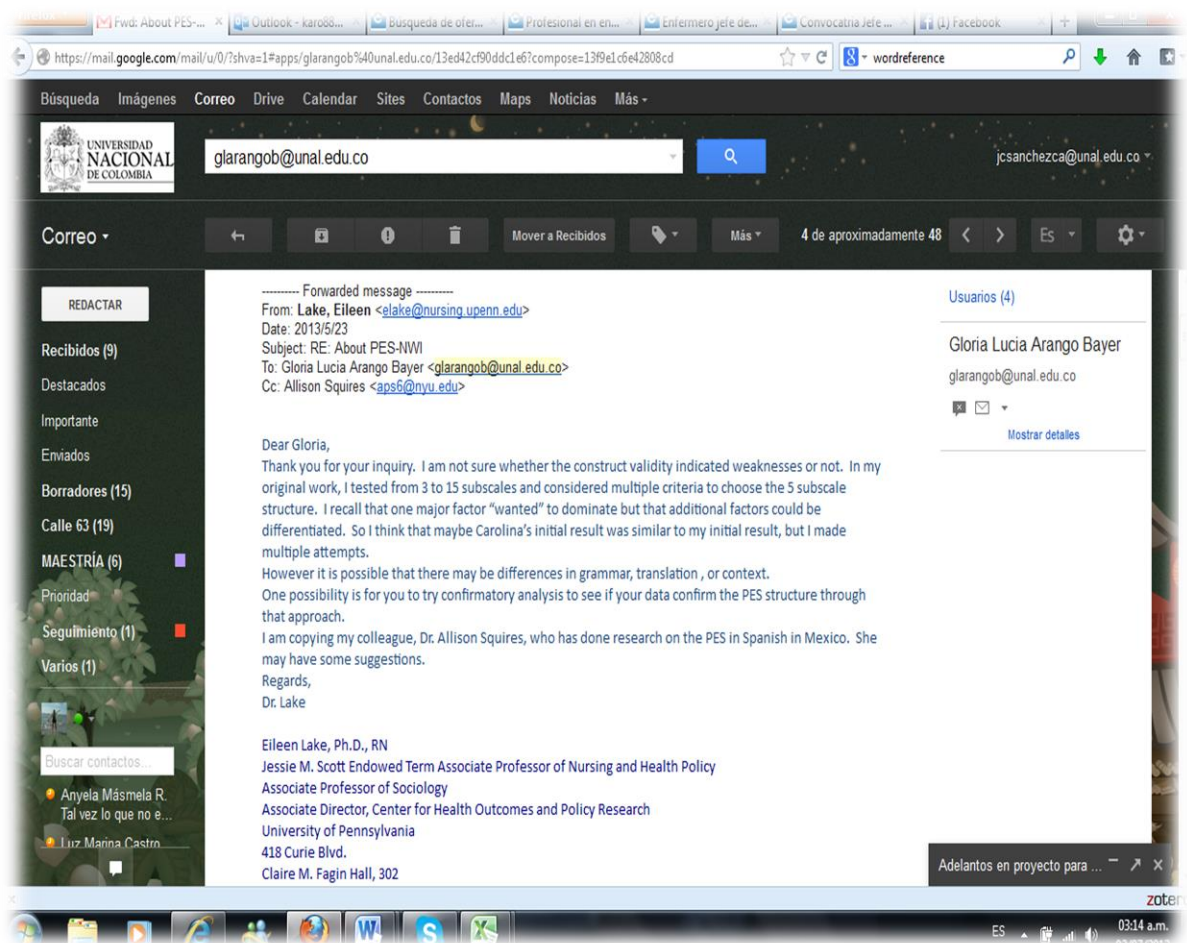 Fwd: About PES-...
Outlook - karo88...
Búsqueda de ofer...
Profesional en en...
Enfermero jefe de...
Convocatria Jefe ...
(1) Facebook
https://mail.google.com/mail/u/0/?shva=1#apps/glarangob%40unal.edu.co/13ed42cf90ddc1e6?compose=13f9e1c6e42808cd
wordreference
Búsqueda Imágenes Correo Drive Calendar Sites Contactos Maps Noticias Más
UNIVERSIDAD
NACIONAL
DE COLOMBIA
glarangob@unal.edu.co
jcsanchezca@unal.edu.co
Correo
Mover a Recibidos
Más
4 de aproximadamente 48
Es
REDACTAR
Recibidos (9)
Destacados
Importante
Enviados
Borradores (15)
Calle 63 (19)
MAESTRÍA (6)
Prioridad
Seguimiento (1)
Varios (1)
Buscar contactos...
Anyela Másmela R.
Tal vez lo que no e...
Luz Marina Castro
---------- Forwarded message ----------
From: Lake, Eileen <elake@nursing.upenn.edu>
Date: 2013/5/23
Subject: RE: About PES-NWI
To: Gloria Lucia Arango Bayer <glarangob@unal.edu.co>
Cc: Allison Squires <aps6@nyu.edu>
Dear Gloria,
Thank you for your inquiry. I am not sure whether the construct validity indicated weaknesses or not. In my
original work, I tested from 3 to 15 subscales and considered multiple criteria to choose the 5 subscale
structure. I recall that one major factor “wanted” to dominate but that additional factors could be
differentiated. So I think that maybe Carolina’s initial result was similar to my initial result, but I made
multiple attempts.
However it is possible that there may be differences in grammar, translation , or context.
One possibility is for you to try confirmatory analysis to see if your data confirm the PES structure through
that approach.
I am copying my colleague, Dr. Allison Squires, who has done research on the PES in Spanish in Mexico. She
may have some suggestions.
Regards,
Dr. Lake
Eileen Lake, Ph.D., RN
Jessie M. Scott Endowed Term Associate Professor of Nursing and Health Policy
Associate Professor of Sociology
Associate Director, Center for Health Outcomes and Policy Research
University of Pennsylvania
418 Curie Blvd.
Claire M. Fagin Hall, 302
Usuarios (4)
Gloria Lucia Arango Bayer
glarangob@unal.edu.co
Mostrar detalles
Adelantos en proyecto para ...
zoter
ES
03:14 a.m.